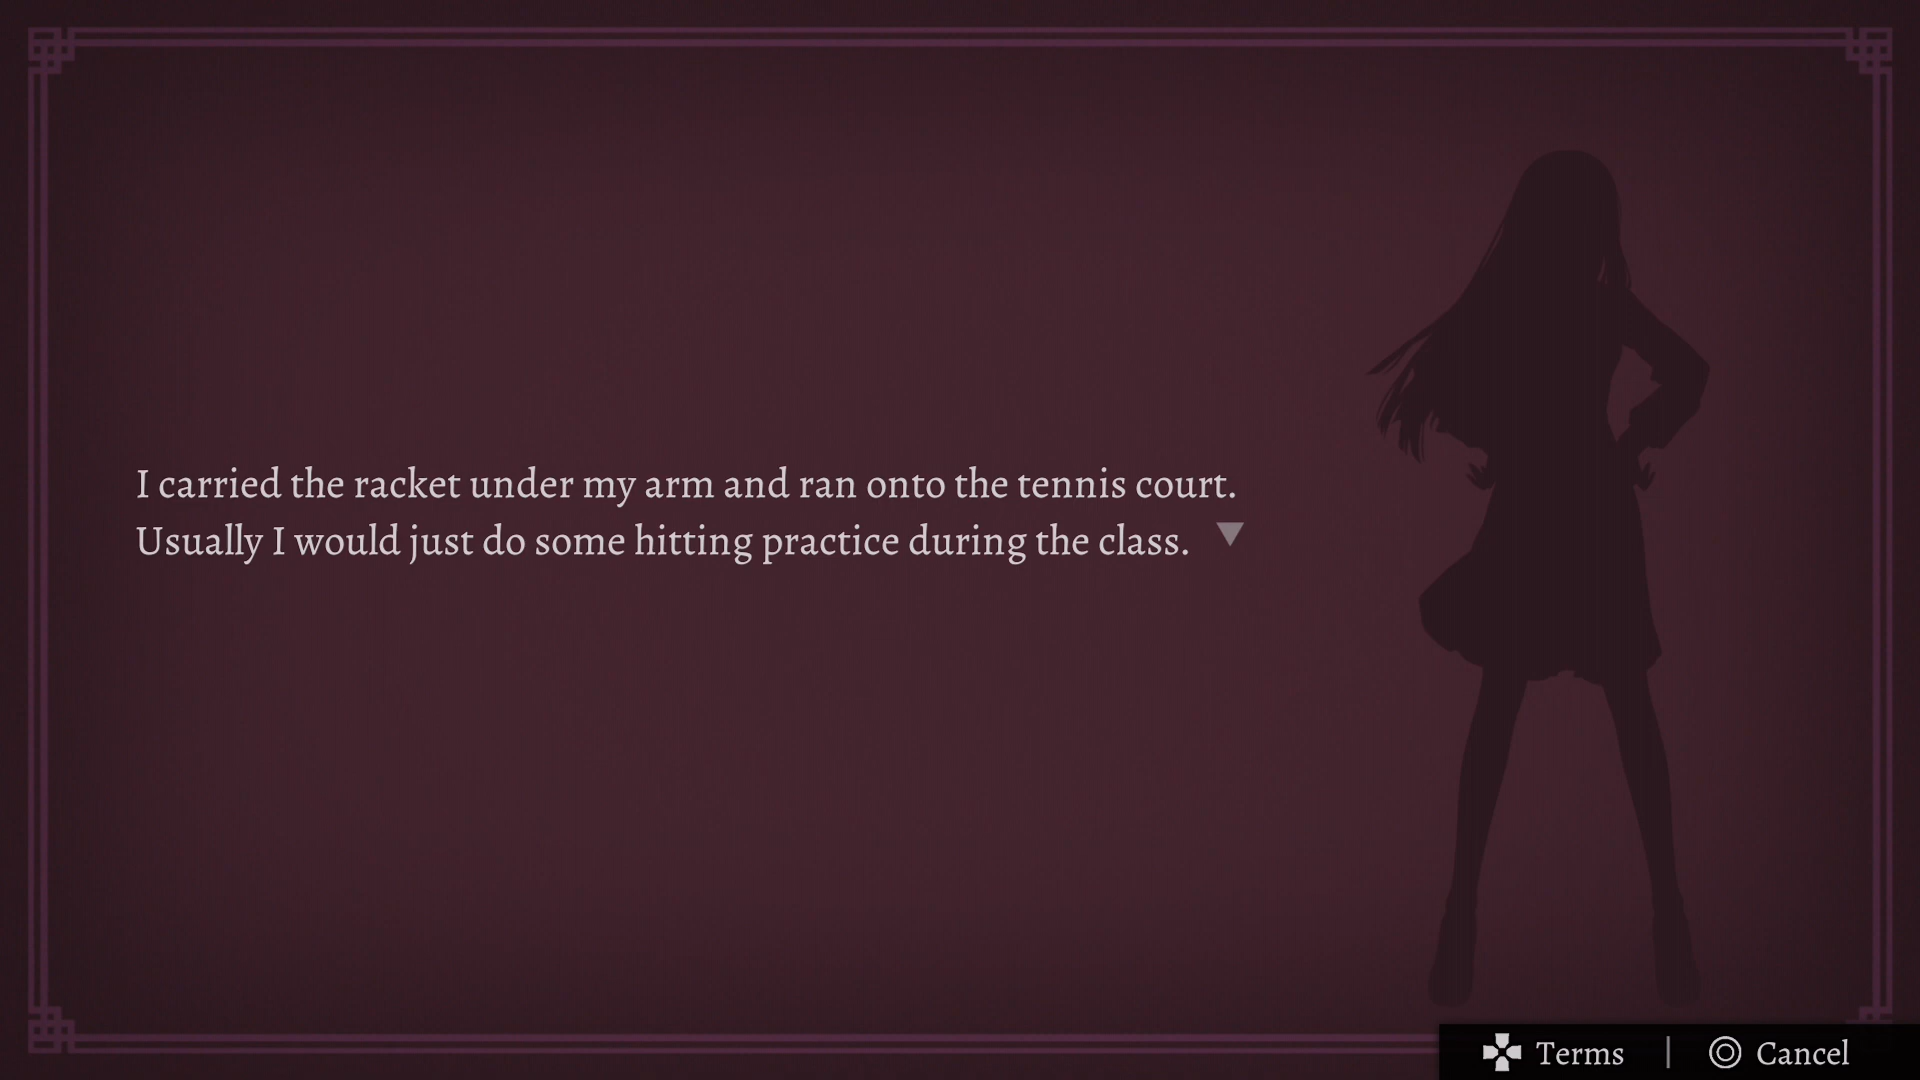 I carried the racket under my arm and ran onto the tennis court.
Usually I would just do some hitting practice during the class.
Terms | Cancel